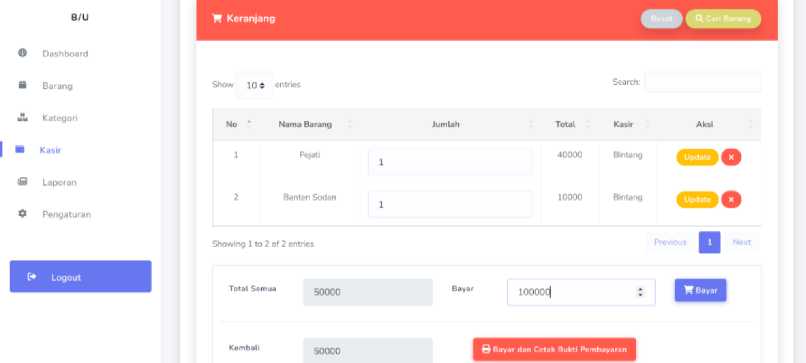 B/U
Dashboard
Barang
Kategori
Kasir
Laporan
Pengaturan
Logout
Keranjang
Reset
Cari Barang
Show 10 entries
Search:
No Nama Barang Jumlah Total Kasir Aksi
1 Pejati 1 40000 Bintang Update
2 Banten Sodan 1 10000 Bintang Update
Showing 1 to 2 of 2 entries
Previous 1 Next
Total Semua 50000 Bayar 100000 Bayar
Kembali 50000 Bayar dan Cetak Bukti Pembayaran